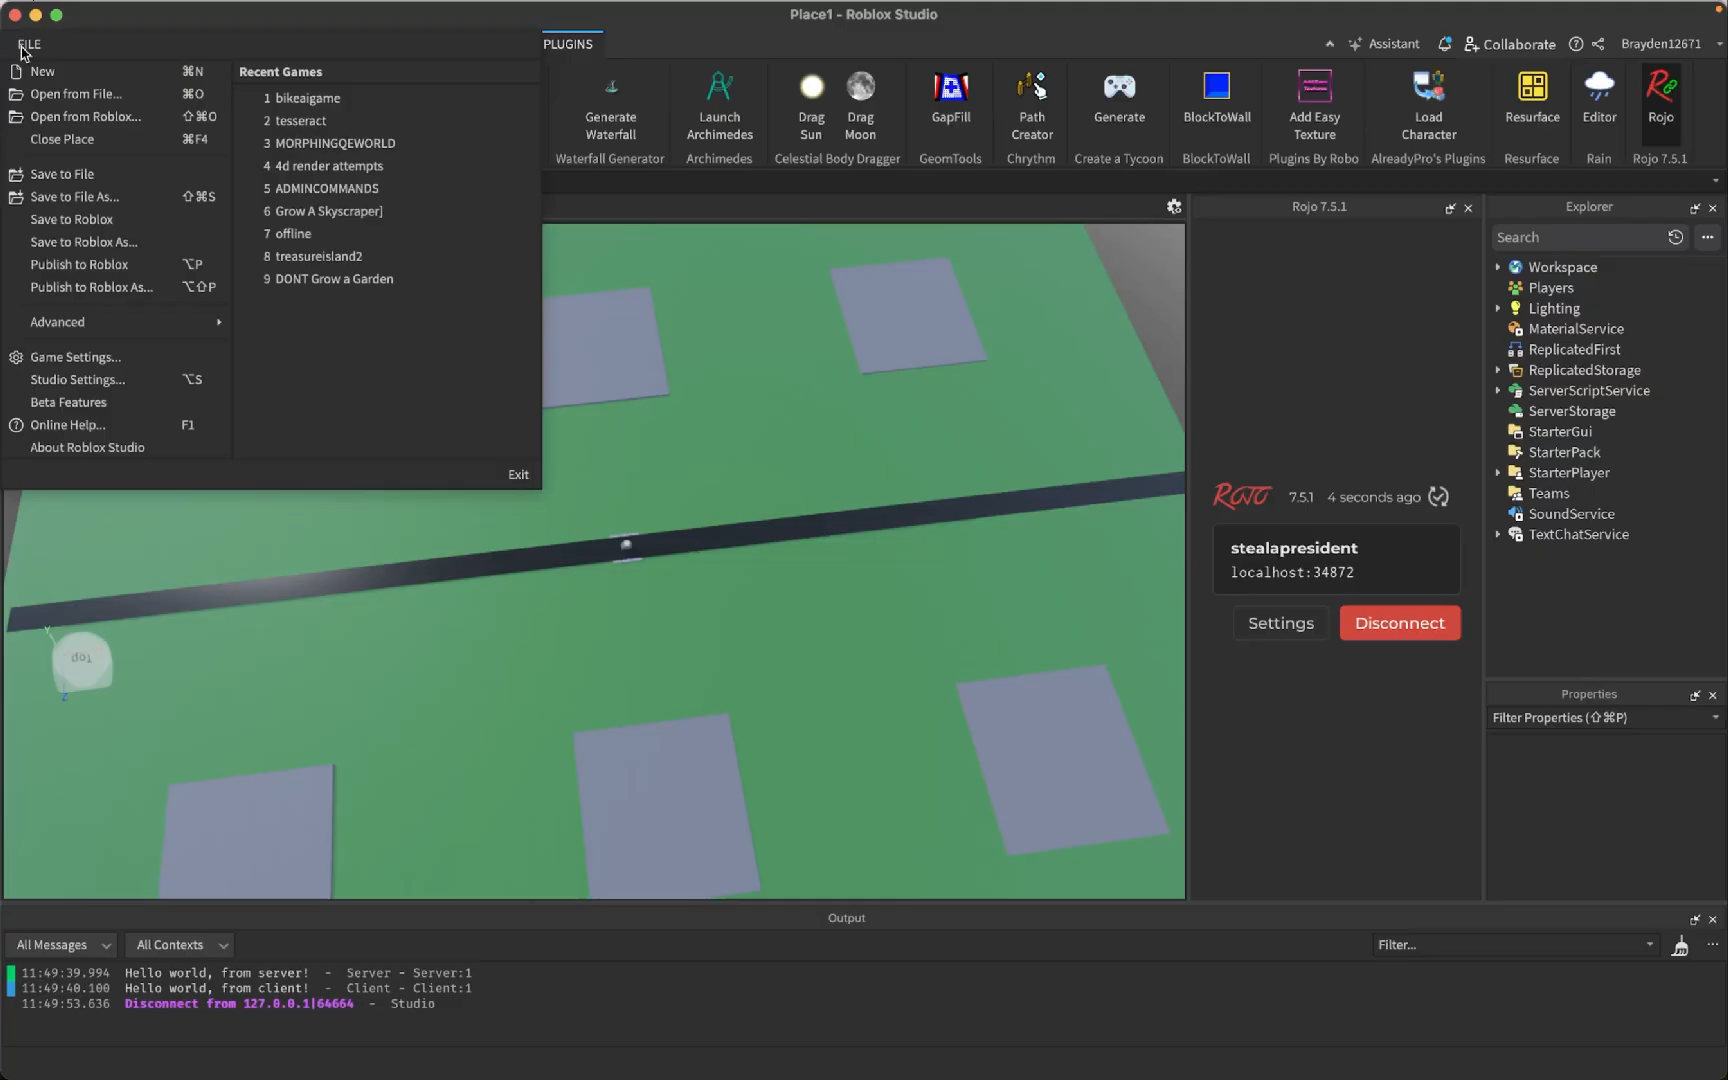 Place1 - Roblox Studio
FILE
PLUGINS
Assistant
Collaborate
Brayden12671
New ⌘N
Open from File... ⌘O
Open from Roblox... ⇧⌘O
Close Place ⌘F4
Save to File
Save to File As... ⇧⌘S
Save to Roblox
Save to Roblox As...
Publish to Roblox ⌥P
Publish to Roblox As... ⌥⇧P
Advanced
Game Settings...
Studio Settings... ⌥S
Beta Features
Online Help... F1
About Roblox Studio
Recent Games
1 bikeaigame
2 tesseract
3 MORPHINGQEWORLD
4 4d render attempts
5 ADMINCOMMANDS
6 Grow A Skyscraper]
7 offline
8 treasureisland2
9 DONT Grow a Garden
Exit
Generate
Waterfall
Waterfall Generator
Launch
Archimedes
Archimedes
Drag
Sun
Drag
Moon
Celestial Body Dragger
GapFill
GeomTools
Path
Creator
Chrythm
Generate
Create a Tycoon
BlockToWall
BlockToWall
Add Easy
Texture
Plugins By Robo
Load
Character
AlreadyPro's Plugins
Resurface
Resurface
Editor
Rain
Rojo
Rojo 7.5.1
Top
Y
Z
Rojo 7.5.1
ROJO 7.5.1 4 seconds ago
stealapresident
localhost:34872
Settings
Disconnect
Explorer
Search
Workspace
Players
Lighting
MaterialService
ReplicatedFirst
ReplicatedStorage
ServerScriptService
ServerStorage
StarterGui
StarterPack
StarterPlayer
Teams
SoundService
TextChatService
Properties
Filter Properties (⇧⌘P)
Output
All Messages
All Contexts
Filter...
11:49:39.994 Hello world, from server! - Server - Server:1
11:49:40.100 Hello world, from client! - Client - Client:1
11:49:53.636 Disconnect from 127.0.0.1|64664 - Studio